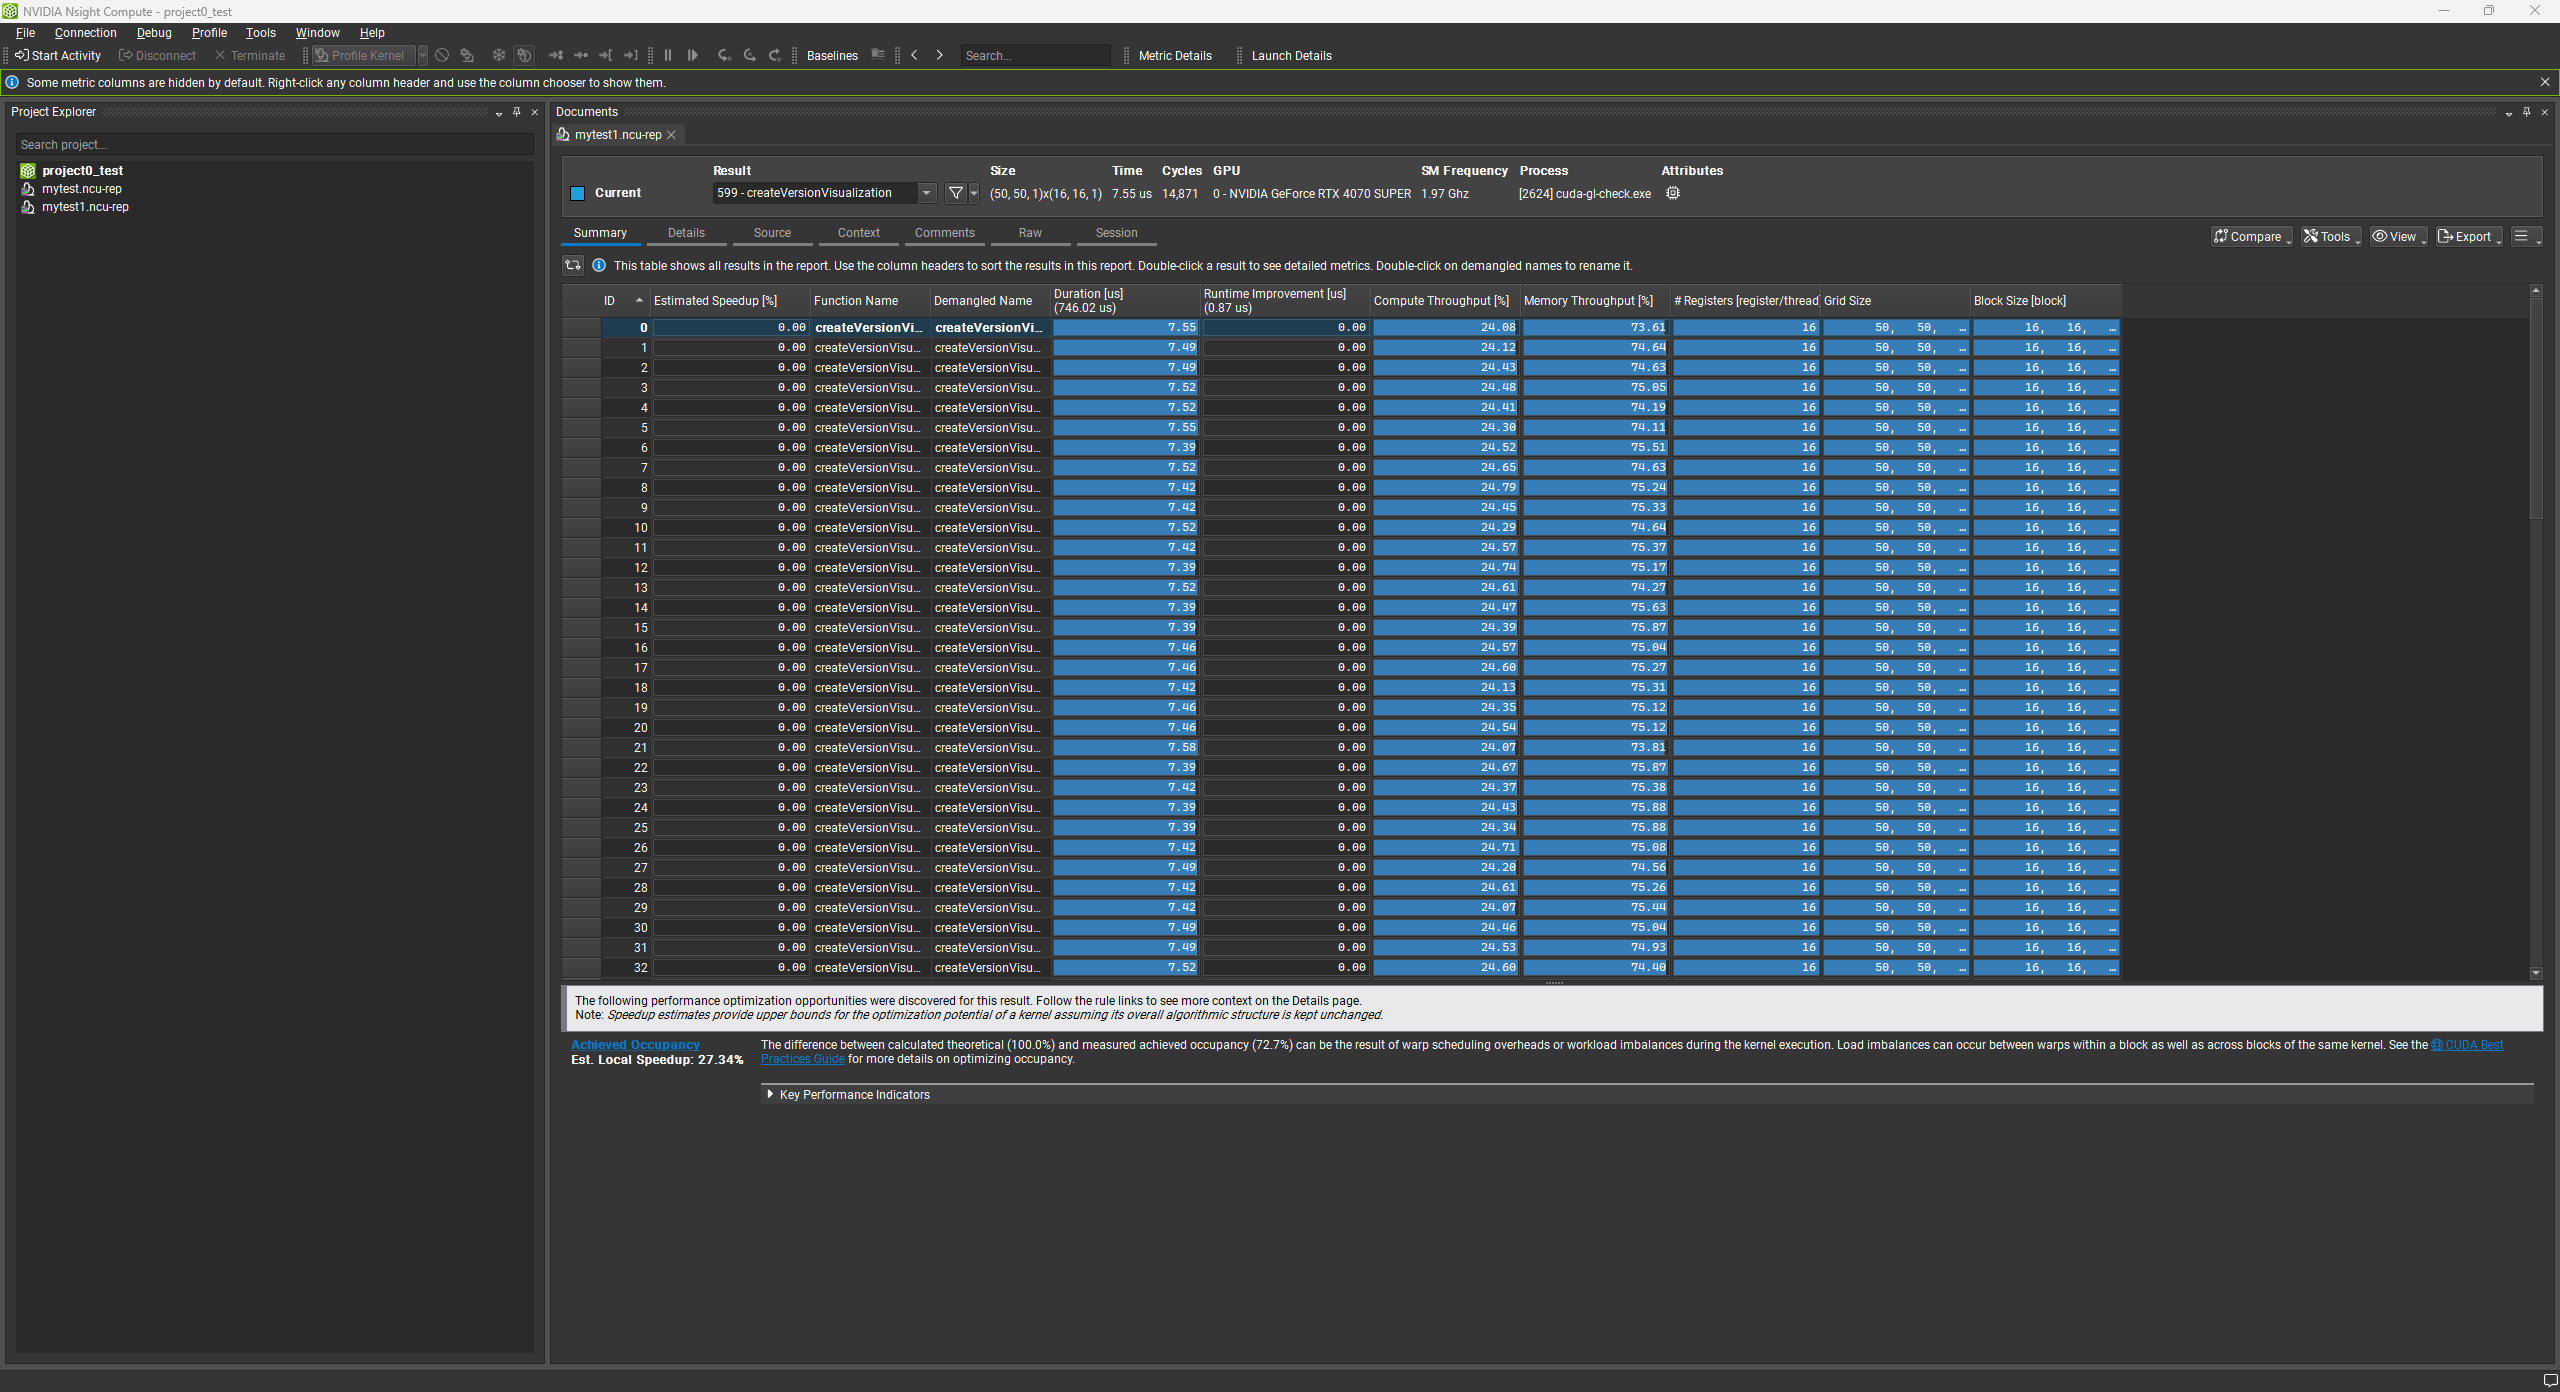 NVIDIA Nsight Compute - project0_test
File Connection Debug Profile Tools Window Help
Start Activity Disconnect Terminate Profile Kernel Baselines Search... Metric Details Launch Details
Some metric columns are hidden by default. Right-click any column header and use the column chooser to show them.
Project Explorer
Search project...
project0_test
mytest.ncu-rep
mytest1.ncu-rep
Documents
mytest1.ncu-rep
Result Size Time Cycles GPU SM Frequency Process Attributes
Current 599 - createVersionVisualization (50, 50, 1)x(16, 16, 1) 7.55 us 14,871 0 - NVIDIA GeForce RTX 4070 SUPER 1.97 Ghz [2624] cuda-gl-check.exe
Summary Details Source Context Comments Raw Session
Compare Tools View Export
This table shows all results in the report. Use the column headers to sort the results in this report. Double-click a result to see detailed metrics. Double-click on demangled names to rename it.
ID Estimated Speedup [%] Function Name Demangled Name Duration [us] (746.02 us) Runtime Improvement [us] (0.87 us) Compute Throughput [%] Memory Throughput [%] # Registers [register/thread Grid Size Block Size [block]
0 0.00 createVersionVi... createVersionVi... 7.55 0.00 24.08 73.61 16 50, 50, … 16, 16, …
1 0.00 createVersionVisu... createVersionVisu... 7.49 0.00 24.12 74.64 16 50, 50, … 16, 16, …
2 0.00 createVersionVisu... createVersionVisu... 7.49 0.00 24.43 74.63 16 50, 50, … 16, 16, …
3 0.00 createVersionVisu... createVersionVisu... 7.52 0.00 24.48 75.05 16 50, 50, … 16, 16, …
4 0.00 createVersionVisu... createVersionVisu... 7.52 0.00 24.41 74.19 16 50, 50, … 16, 16, …
5 0.00 createVersionVisu... createVersionVisu... 7.55 0.00 24.30 74.11 16 50, 50, … 16, 16, …
6 0.00 createVersionVisu... createVersionVisu... 7.39 0.00 24.52 75.51 16 50, 50, … 16, 16, …
7 0.00 createVersionVisu... createVersionVisu... 7.52 0.00 24.65 74.63 16 50, 50, … 16, 16, …
8 0.00 createVersionVisu... createVersionVisu... 7.42 0.00 24.79 75.24 16 50, 50, … 16, 16, …
9 0.00 createVersionVisu... createVersionVisu... 7.42 0.00 24.45 75.33 16 50, 50, … 16, 16, …
10 0.00 createVersionVisu... createVersionVisu... 7.52 0.00 24.29 74.64 16 50, 50, … 16, 16, …
11 0.00 createVersionVisu... createVersionVisu... 7.42 0.00 24.57 75.37 16 50, 50, … 16, 16, …
12 0.00 createVersionVisu... createVersionVisu... 7.39 0.00 24.74 75.17 16 50, 50, … 16, 16, …
13 0.00 createVersionVisu... createVersionVisu... 7.52 0.00 24.61 74.27 16 50, 50, … 16, 16, …
14 0.00 createVersionVisu... createVersionVisu... 7.39 0.00 24.47 75.63 16 50, 50, … 16, 16, …
15 0.00 createVersionVisu... createVersionVisu... 7.39 0.00 24.39 75.87 16 50, 50, … 16, 16, …
16 0.00 createVersionVisu... createVersionVisu... 7.46 0.00 24.57 75.04 16 50, 50, … 16, 16, …
17 0.00 createVersionVisu... createVersionVisu... 7.46 0.00 24.60 75.27 16 50, 50, … 16, 16, …
18 0.00 createVersionVisu... createVersionVisu... 7.42 0.00 24.13 75.31 16 50, 50, … 16, 16, …
19 0.00 createVersionVisu... createVersionVisu... 7.46 0.00 24.35 75.12 16 50, 50, … 16, 16, …
20 0.00 createVersionVisu... createVersionVisu... 7.46 0.00 24.54 75.12 16 50, 50, … 16, 16, …
21 0.00 createVersionVisu... createVersionVisu... 7.58 0.00 24.07 73.81 16 50, 50, … 16, 16, …
22 0.00 createVersionVisu... createVersionVisu... 7.39 0.00 24.67 75.87 16 50, 50, … 16, 16, …
23 0.00 createVersionVisu... createVersionVisu... 7.42 0.00 24.37 75.38 16 50, 50, … 16, 16, …
24 0.00 createVersionVisu... createVersionVisu... 7.39 0.00 24.43 75.88 16 50, 50, … 16, 16, …
25 0.00 createVersionVisu... createVersionVisu... 7.39 0.00 24.34 75.88 16 50, 50, … 16, 16, …
26 0.00 createVersionVisu... createVersionVisu... 7.42 0.00 24.71 75.08 16 50, 50, … 16, 16, …
27 0.00 createVersionVisu... createVersionVisu... 7.49 0.00 24.20 74.56 16 50, 50, … 16, 16, …
28 0.00 createVersionVisu... createVersionVisu... 7.42 0.00 24.61 75.26 16 50, 50, … 16, 16, …
29 0.00 createVersionVisu... createVersionVisu... 7.42 0.00 24.07 75.44 16 50, 50, … 16, 16, …
30 0.00 createVersionVisu... createVersionVisu... 7.49 0.00 24.46 75.04 16 50, 50, … 16, 16, …
31 0.00 createVersionVisu... createVersionVisu... 7.49 0.00 24.53 74.93 16 50, 50, … 16, 16, …
32 0.00 createVersionVisu... createVersionVisu... 7.52 0.00 24.60 74.40 16 50, 50, … 16, 16, …
The following performance optimization opportunities were discovered for this result. Follow the rule links to see more context on the Details page.
Note: Speedup estimates provide upper bounds for the optimization potential of a kernel assuming its overall algorithmic structure is kept unchanged.
Achieved Occupancy
Est. Local Speedup: 27.34%
The difference between calculated theoretical (100.0%) and measured achieved occupancy (72.7%) can be the result of warp scheduling overheads or workload imbalances during the kernel execution. Load imbalances can occur between warps within a block as well as across blocks of the same kernel. See the CUDA Best
Practices Guide for more details on optimizing occupancy.
Key Performance Indicators